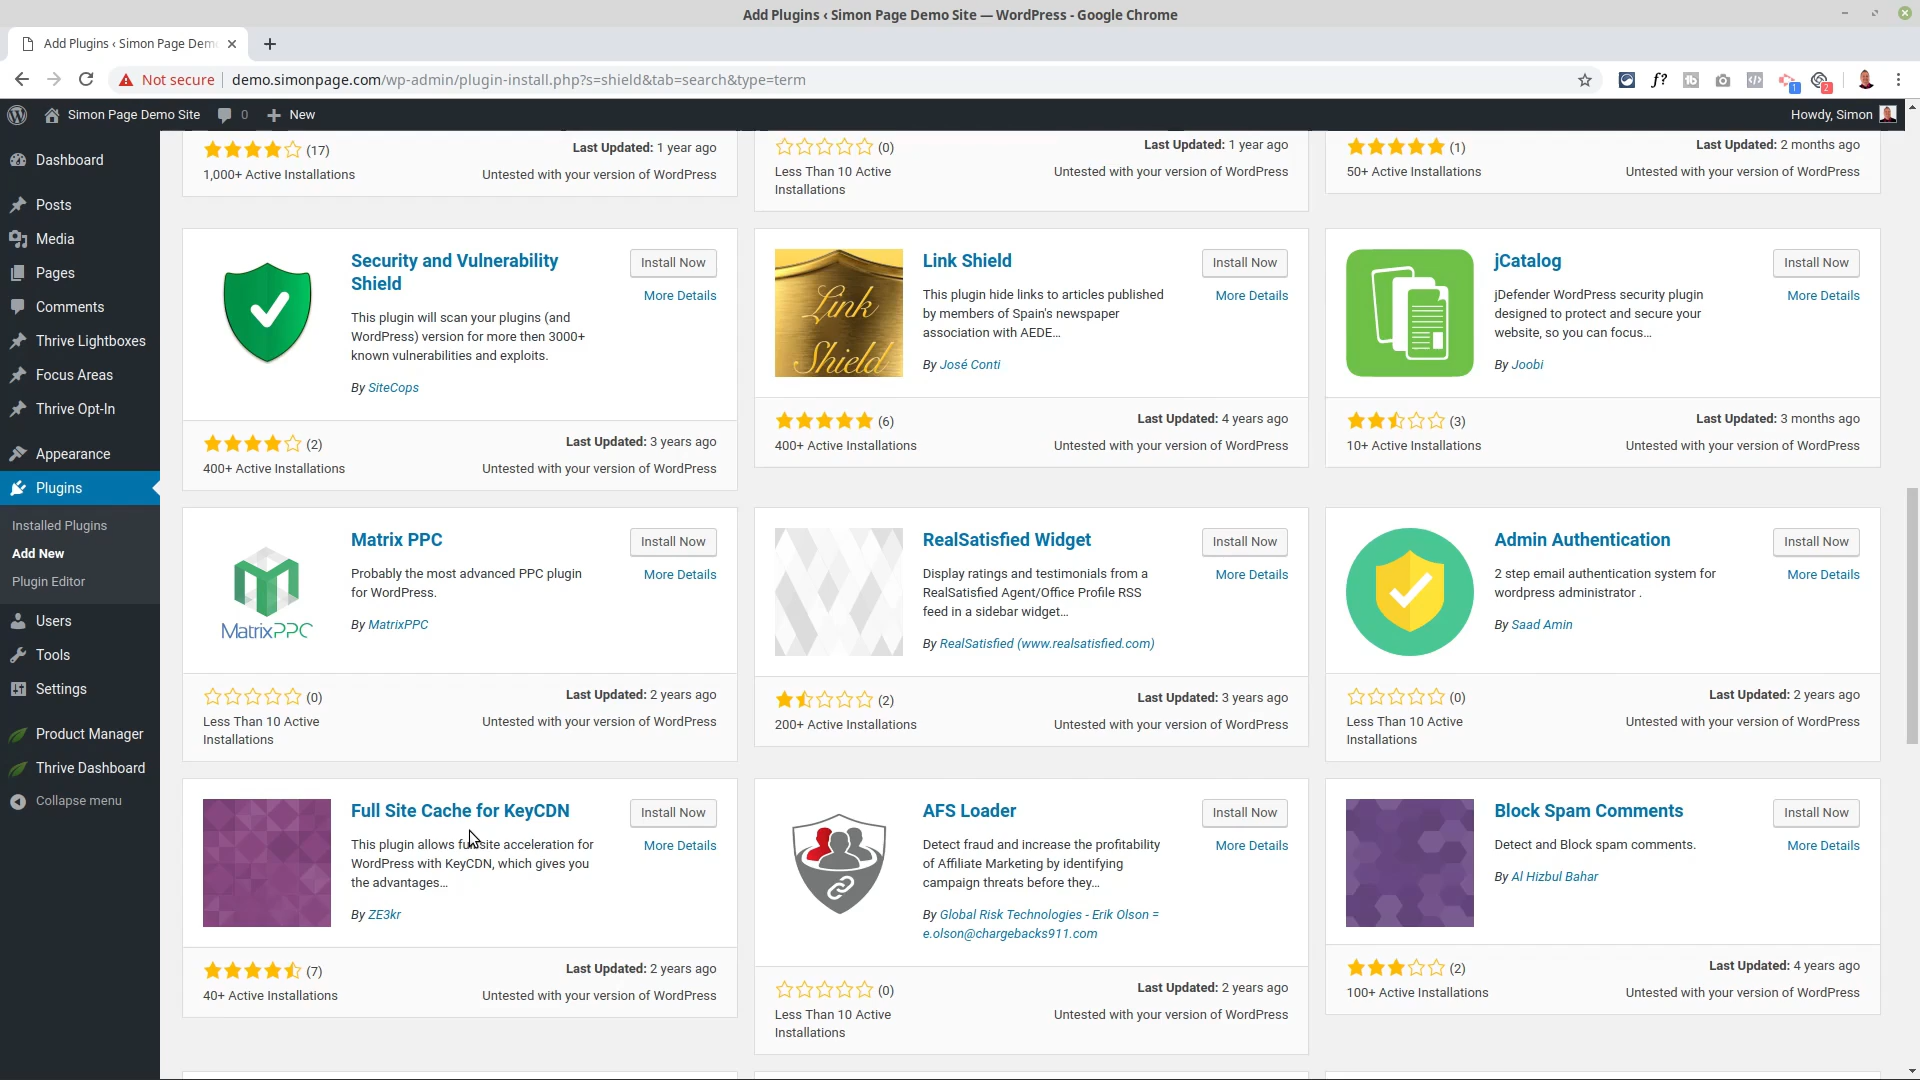 Add Plugins ‹ Simon Page Demo Site — WordPress - Google Chrome
Add Plugins ‹ Simon Page Dem
Not secure
demo.simonpage.com/wp-admin/plugin-install.php?s=shield&tab=search&type=term
f?
1
2
Simon Page Demo Site
0
New
Howdy, Simon
Dashboard
Posts
Media
Pages
Comments
Thrive Lightboxes
Focus Areas
Thrive Opt-In
Appearance
Plugins
Installed Plugins
Add New
Plugin Editor
Users
Tools
Settings
Product Manager
Thrive Dashboard
Collapse menu
(17)
Last Updated: 1 year ago
1,000+ Active Installations
Untested with your version of WordPress
(0)
Last Updated: 1 year ago
Less Than 10 Active
Installations
Untested with your version of WordPress
(1)
Last Updated: 2 months ago
50+ Active Installations
Untested with your version of WordPress
Security and Vulnerability
Shield
Install Now
More Details
This plugin will scan your plugins (and
WordPress) version for more then 3000+
known vulnerabilities and exploits.
By SiteCops
(2)
Last Updated: 3 years ago
400+ Active Installations
Untested with your version of WordPress
Link
Shield
Link Shield
Install Now
More Details
This plugin hide links to articles published
by members of Spain's newspaper
association with AEDE…
By José Conti
(6)
Last Updated: 4 years ago
400+ Active Installations
Untested with your version of WordPress
jCatalog
Install Now
More Details
jDefender WordPress security plugin
designed to protect and secure your
website, so you can focus…
By Joobi
(3)
Last Updated: 3 months ago
10+ Active Installations
Untested with your version of WordPress
MatrixPPC
Matrix PPC
Install Now
More Details
Probably the most advanced PPC plugin
for WordPress.
By MatrixPPC
(0)
Last Updated: 2 years ago
Less Than 10 Active
Installations
Untested with your version of WordPress
RealSatisfied Widget
Install Now
More Details
Display ratings and testimonials from a
RealSatisfied Agent/Office Profile RSS
feed in a sidebar widget…
By RealSatisfied (www.realsatisfied.com)
(2)
Last Updated: 3 years ago
200+ Active Installations
Untested with your version of WordPress
Admin Authentication
Install Now
More Details
2 step email authentication system for
wordpress administrator .
By Saad Amin
(0)
Last Updated: 2 years ago
Less Than 10 Active
Installations
Untested with your version of WordPress
Full Site Cache for KeyCDN
Install Now
More Details
This plugin allows full site acceleration for
WordPress with KeyCDN, which gives you
the advantages…
By ZE3kr
(7)
Last Updated: 2 years ago
40+ Active Installations
Untested with your version of WordPress
AFS Loader
Install Now
More Details
Detect fraud and increase the profitability
of Affiliate Marketing by identifying
campaign threats before they…
By Global Risk Technologies - Erik Olson =
e.olson@chargebacks911.com
(0)
Last Updated: 2 years ago
Less Than 10 Active
Installations
Untested with your version of WordPress
Block Spam Comments
Install Now
More Details
Detect and Block spam comments.
By Al Hizbul Bahar
(2)
Last Updated: 4 years ago
100+ Active Installations
Untested with your version of WordPress